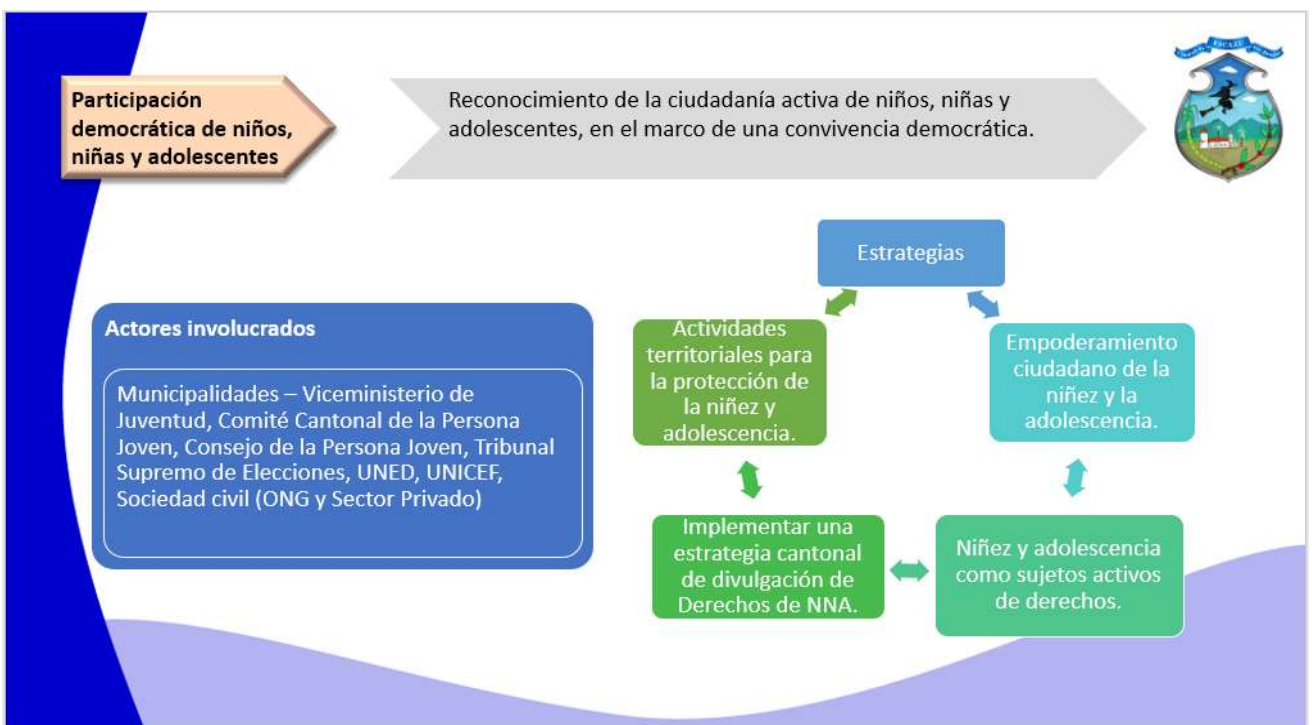 Participación
democrática de niños,
niñas y adolescentes
Reconocimiento de la ciudadanía activa de niños, niñas y
adolescentes, en el marco de una convivencia democrática.
ESCAZU
Estrategias
Actores involucrados
Municipalidades – Viceministerio de
Juventud, Comité Cantonal de la Persona
Joven, Consejo de la Persona Joven, Tribunal
Supremo de Elecciones, UNED, UNICEF,
Sociedad civil (ONG y Sector Privado)
Actividades
territoriales para
la protección de
la niñez y
adolescencia.
Empoderamiento
ciudadano de la
niñez y la
adolescencia.
Implementar una
estrategia cantonal
de divulgación de
Derechos de NNA.
Niñez y adolescencia
como sujetos activos
de derechos.